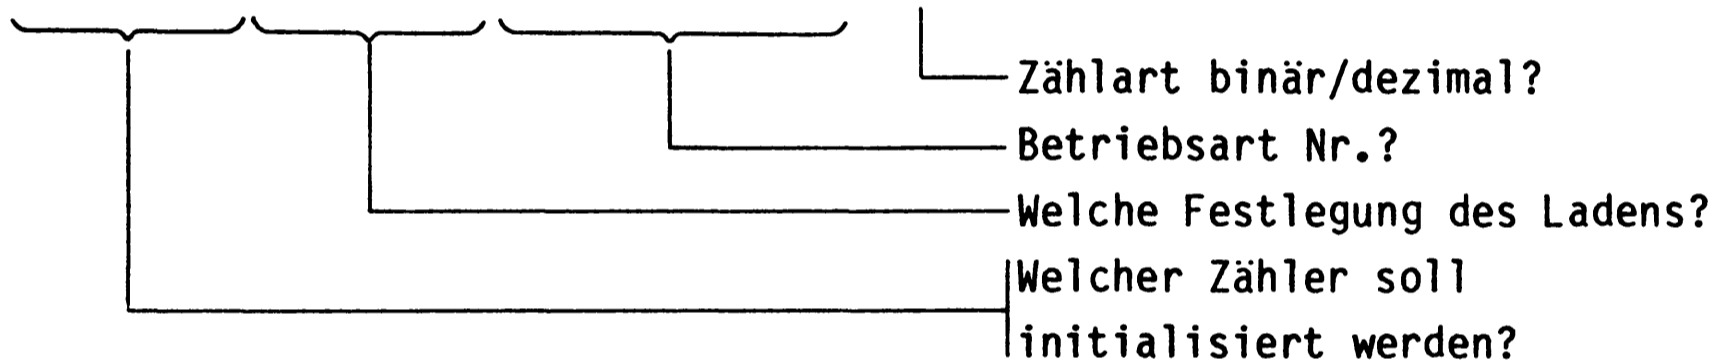 Zählart binär/dezimal?
Betriebsart Nr.?
Welche Festlegung des Ladens?
Welcher Zähler soll
initialisiert werden?